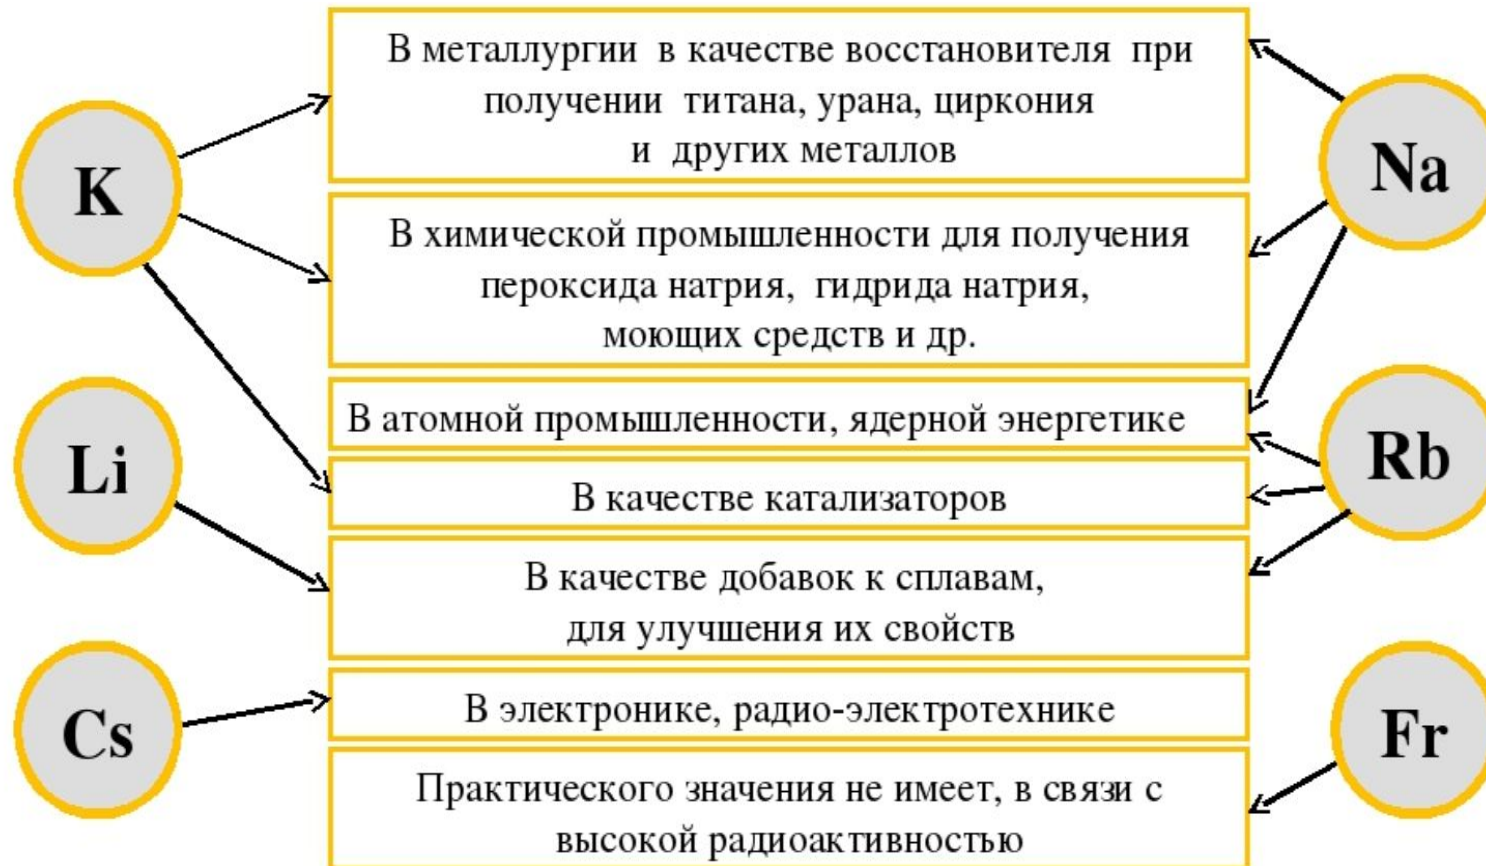 В металлургии в качестве восстановителя при
получении титана, урана, циркония
и других металлов
K
Na
В химической промышленности для получения
пероксида натрия, гидрида натрия,
моющих средств и др.
В атомной промышленности, ядерной энергетике
Li
Rb
В качестве катализаторов
В качестве добавок к сплавам,
для улучшения их свойств
Cs
Fr
В электронике, радио-электротехнике
Практического значения не имеет, в связи с
высокой радиоактивностью